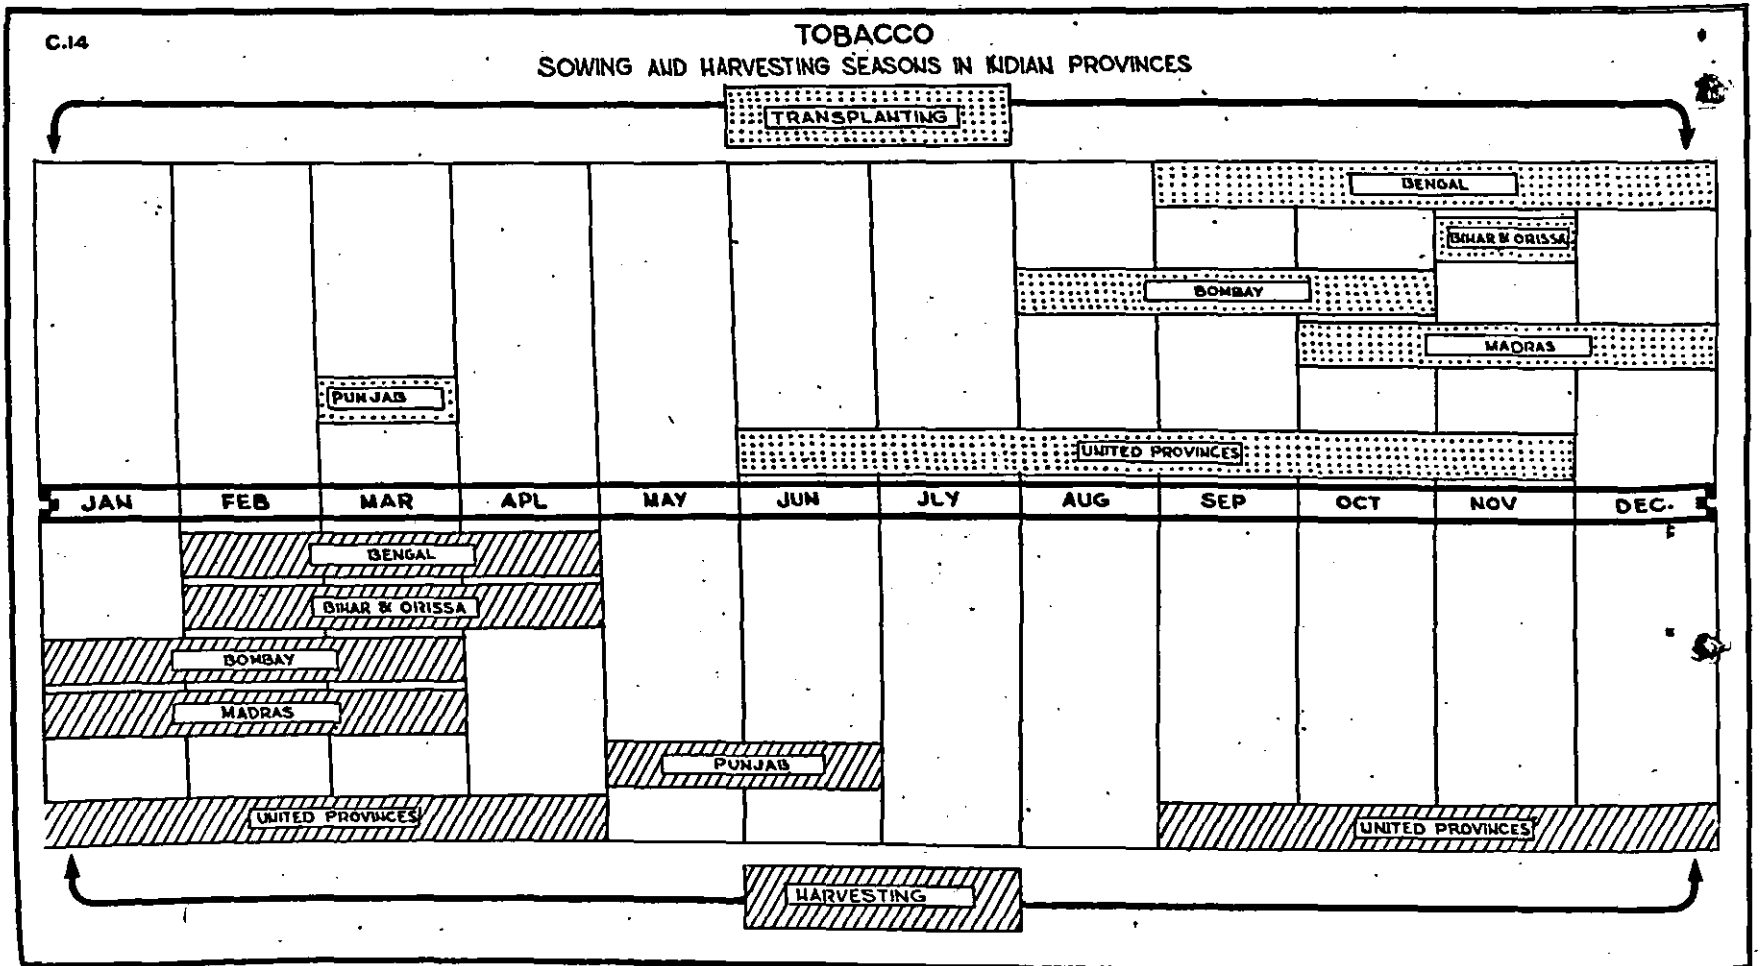 C.14
TOBACCO
SOWING AND HARVESTING SEASONS IN INDIAN PROVINCES
TRANSPLANTING
BENGAL
BIHAR & ORISSA
BOMBAY
MADRAS
PUNJAB
UNITED PROVINCES
JAN FEB MAR APL MAY JUN JLY AUG SEP OCT NOV DEC.
BENGAL
BIHAR & ORISSA
BOMBAY
MADRAS
PUNJAB
UNITED PROVINCES UNITED PROVINCES
HARVESTING